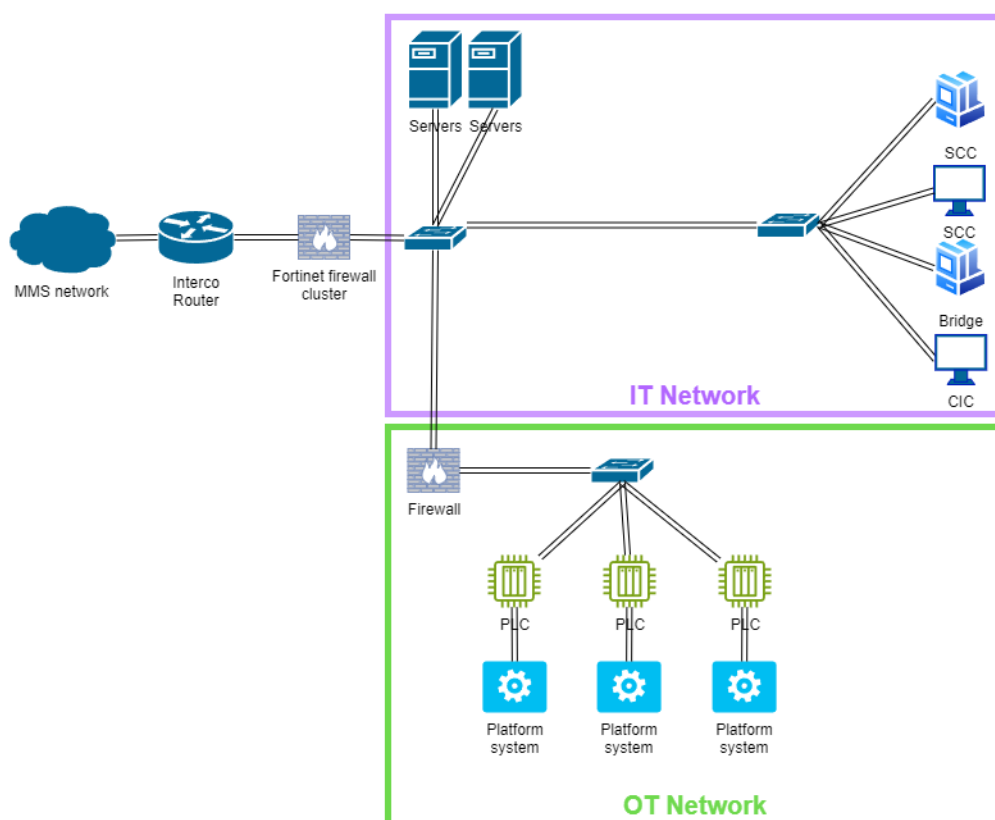 Servers
Servers
SCC
SCC
MMS network
Interco
Router
Fortinet firewall
cluster
Bridge
CIC
IT Network
Firewall
PLC
PLC
PLC
Platform
system
Platform
system
Platform
system
OT Network